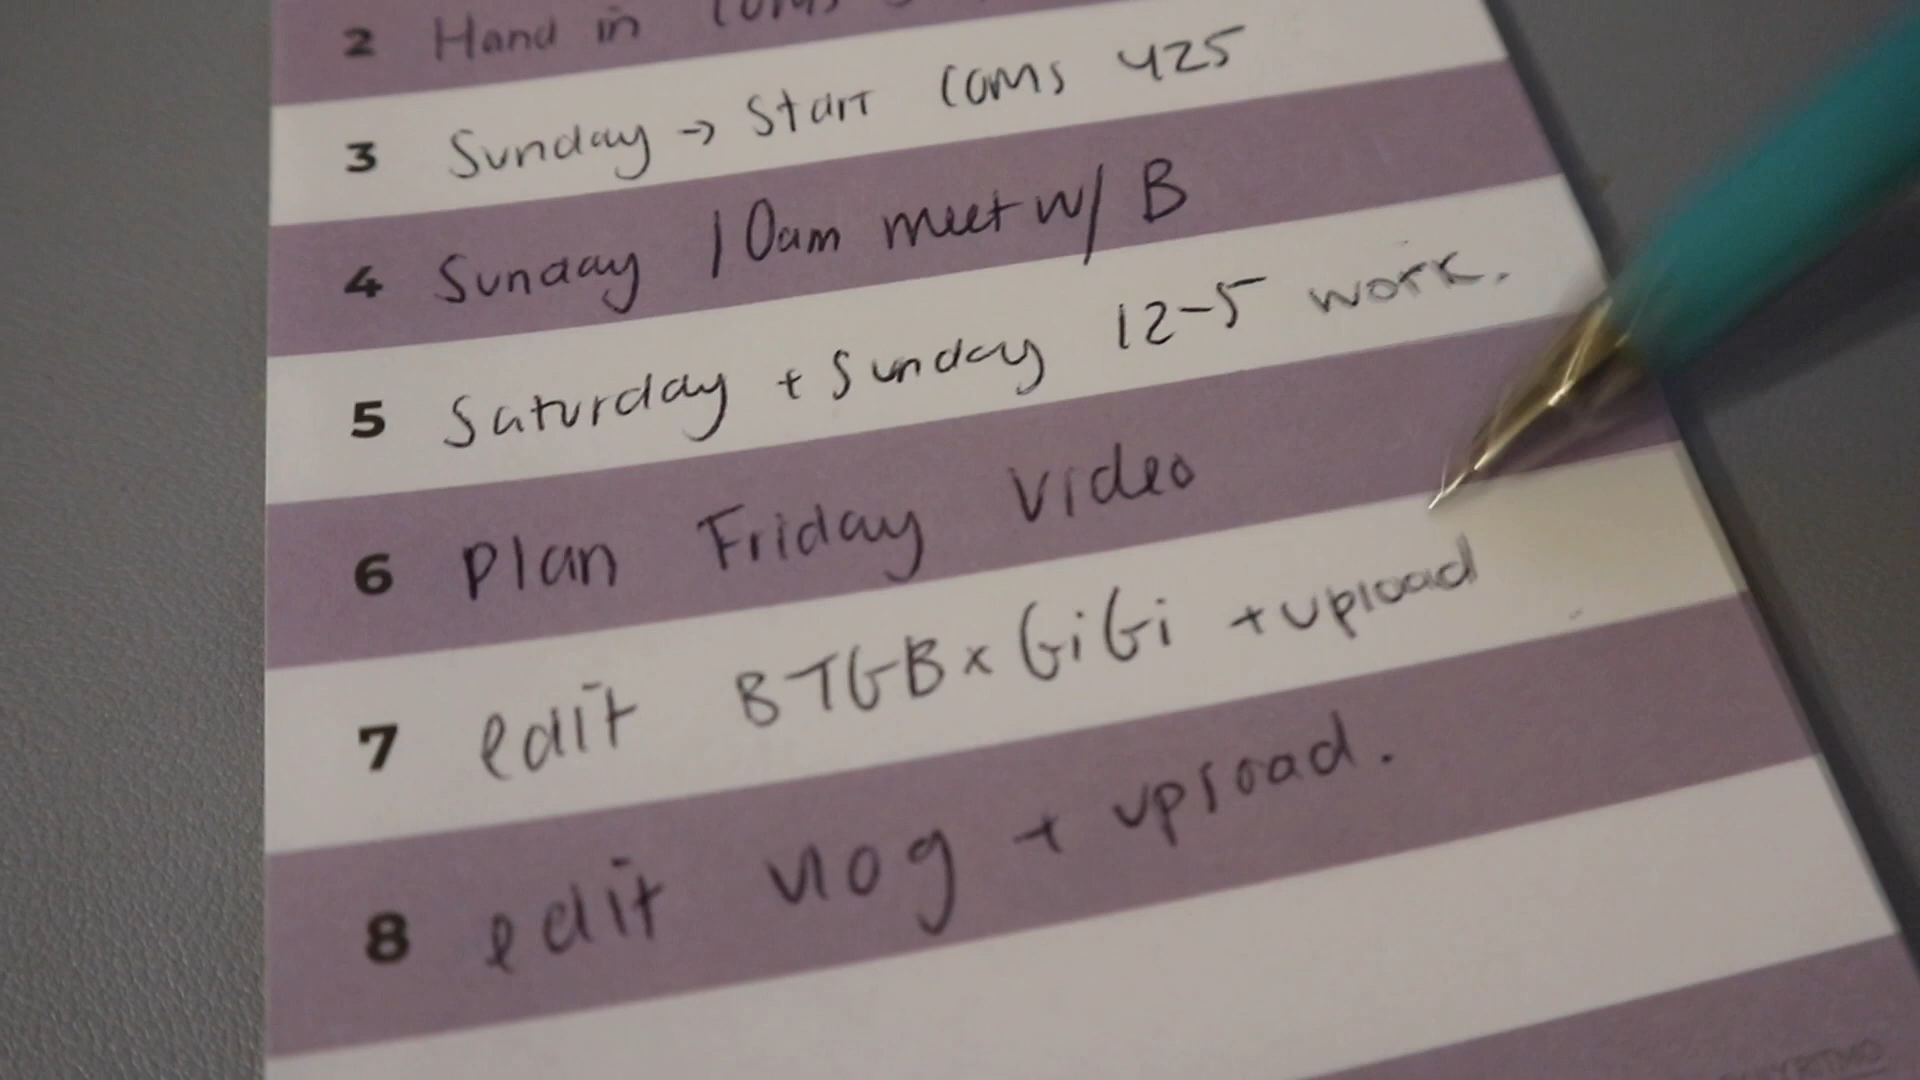 2 Hand in COMS
3 Sunday → Start COMS 425
4 Sunday 10am meet w/ B
5 Saturday + Sunday 12-5 work.
6 Plan Friday Video
7 edit BTGB x GiGi + upload
8 edit vlog + upload.